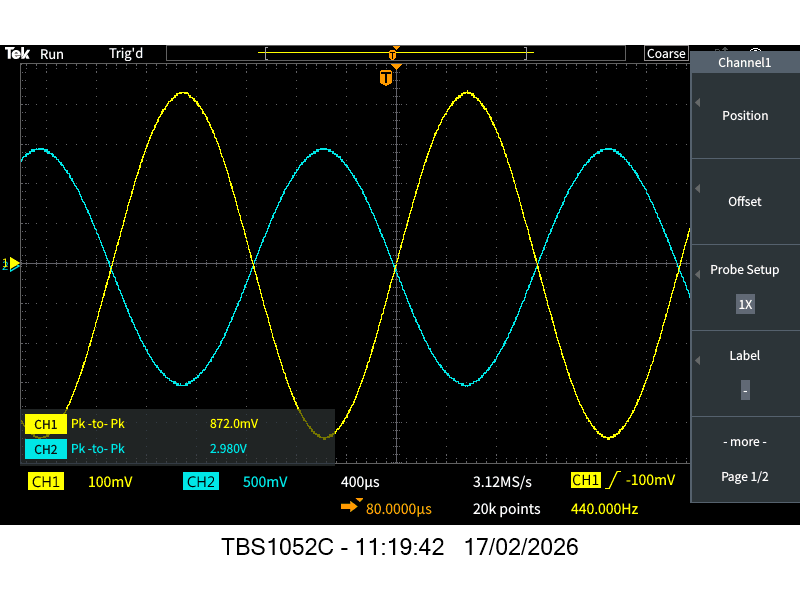 Tek Run Trig'd Coarse
T
T
Channel1
Position
Offset
Probe Setup
1X
Label
-
- more -
Page 1/2
CH1 Pk-to-Pk 872.0mV
CH2 Pk-to-Pk 2.980V
CH1 100mV CH2 500mV 400µs 3.12MS/s CH1 -100mV
80.0000µs 20k points 440.000Hz
TBS1052C - 11:19:42 17/02/2026